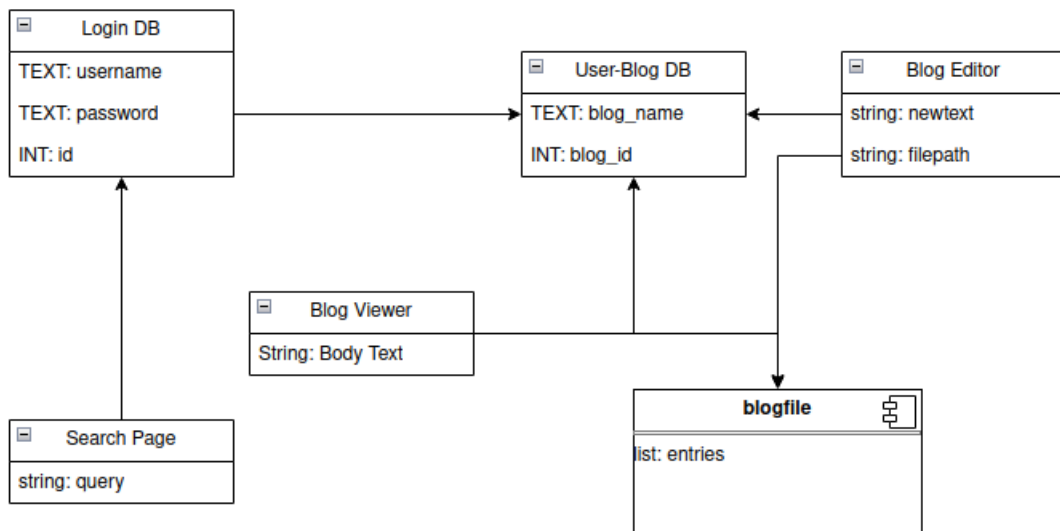 Login DB
TEXT: username
TEXT: password
INT: id
User-Blog DB
TEXT: blog_name
INT: blog_id
Blog Editor
string: newtext
string: filepath
Blog Viewer
String: Body Text
blogfile
list: entries
Search Page
string: query